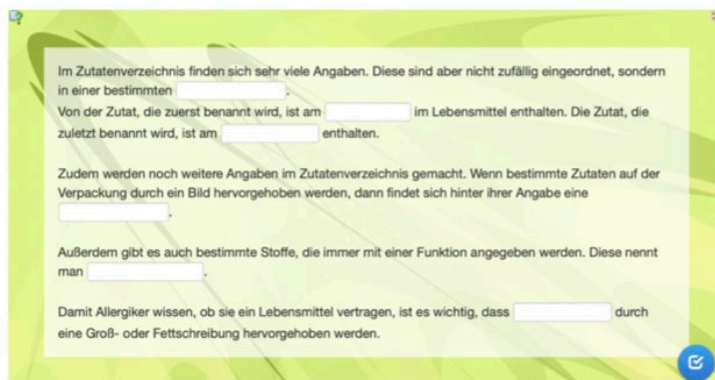 Im Zutatenverzeichnis finden sich sehr viele Angaben. Diese sind aber nicht zufällig eingeordnet, sondern
in einer bestimmten .
Von der Zutat, die zuerst benannt wird, ist am im Lebensmittel enthalten. Die Zutat, die
zuletzt benannt wird, ist am enthalten.
Zudem werden noch weitere Angaben im Zutatenverzeichnis gemacht. Wenn bestimmte Zutaten auf der
Verpackung durch ein Bild hervorgehoben werden, dann findet sich hinter ihrer Angabe eine
.
Außerdem gibt es auch bestimmte Stoffe, die immer mit einer Funktion angegeben werden. Diese nennt
man .
Damit Allergiker wissen, ob sie ein Lebensmittel vertragen, ist es wichtig, dass durch
eine Groß- oder Fettschreibung hervorgehoben werden.